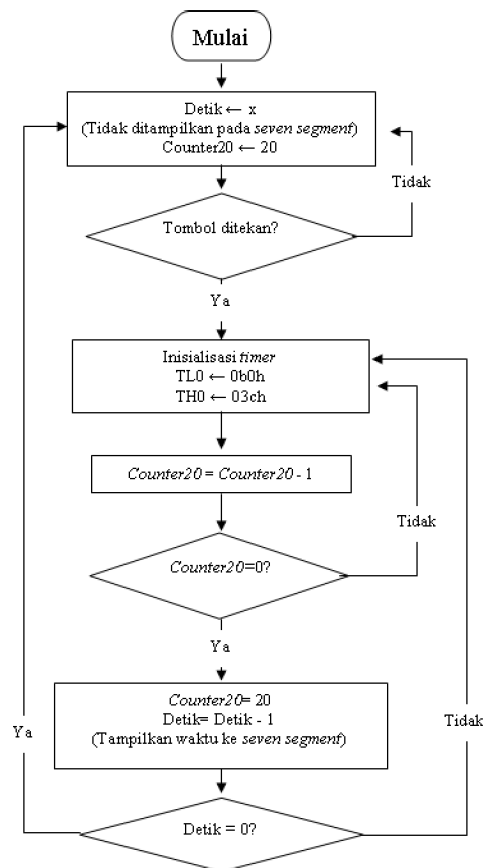 Mulai
Detik ← x
(Tidak ditampilkan pada seven segment)
Counter20 ← 20
Tidak
Tombol ditekan?
Ya
Inisialisasi timer
TL0 ← 0b0h
TH0 ← 03ch
Counter20 = Counter20 - 1
Tidak
Counter20=0?
Ya
Counter20= 20
Detik= Detik - 1
(Tampilkan waktu ke seven segment)
Ya
Tidak
Detik = 0?